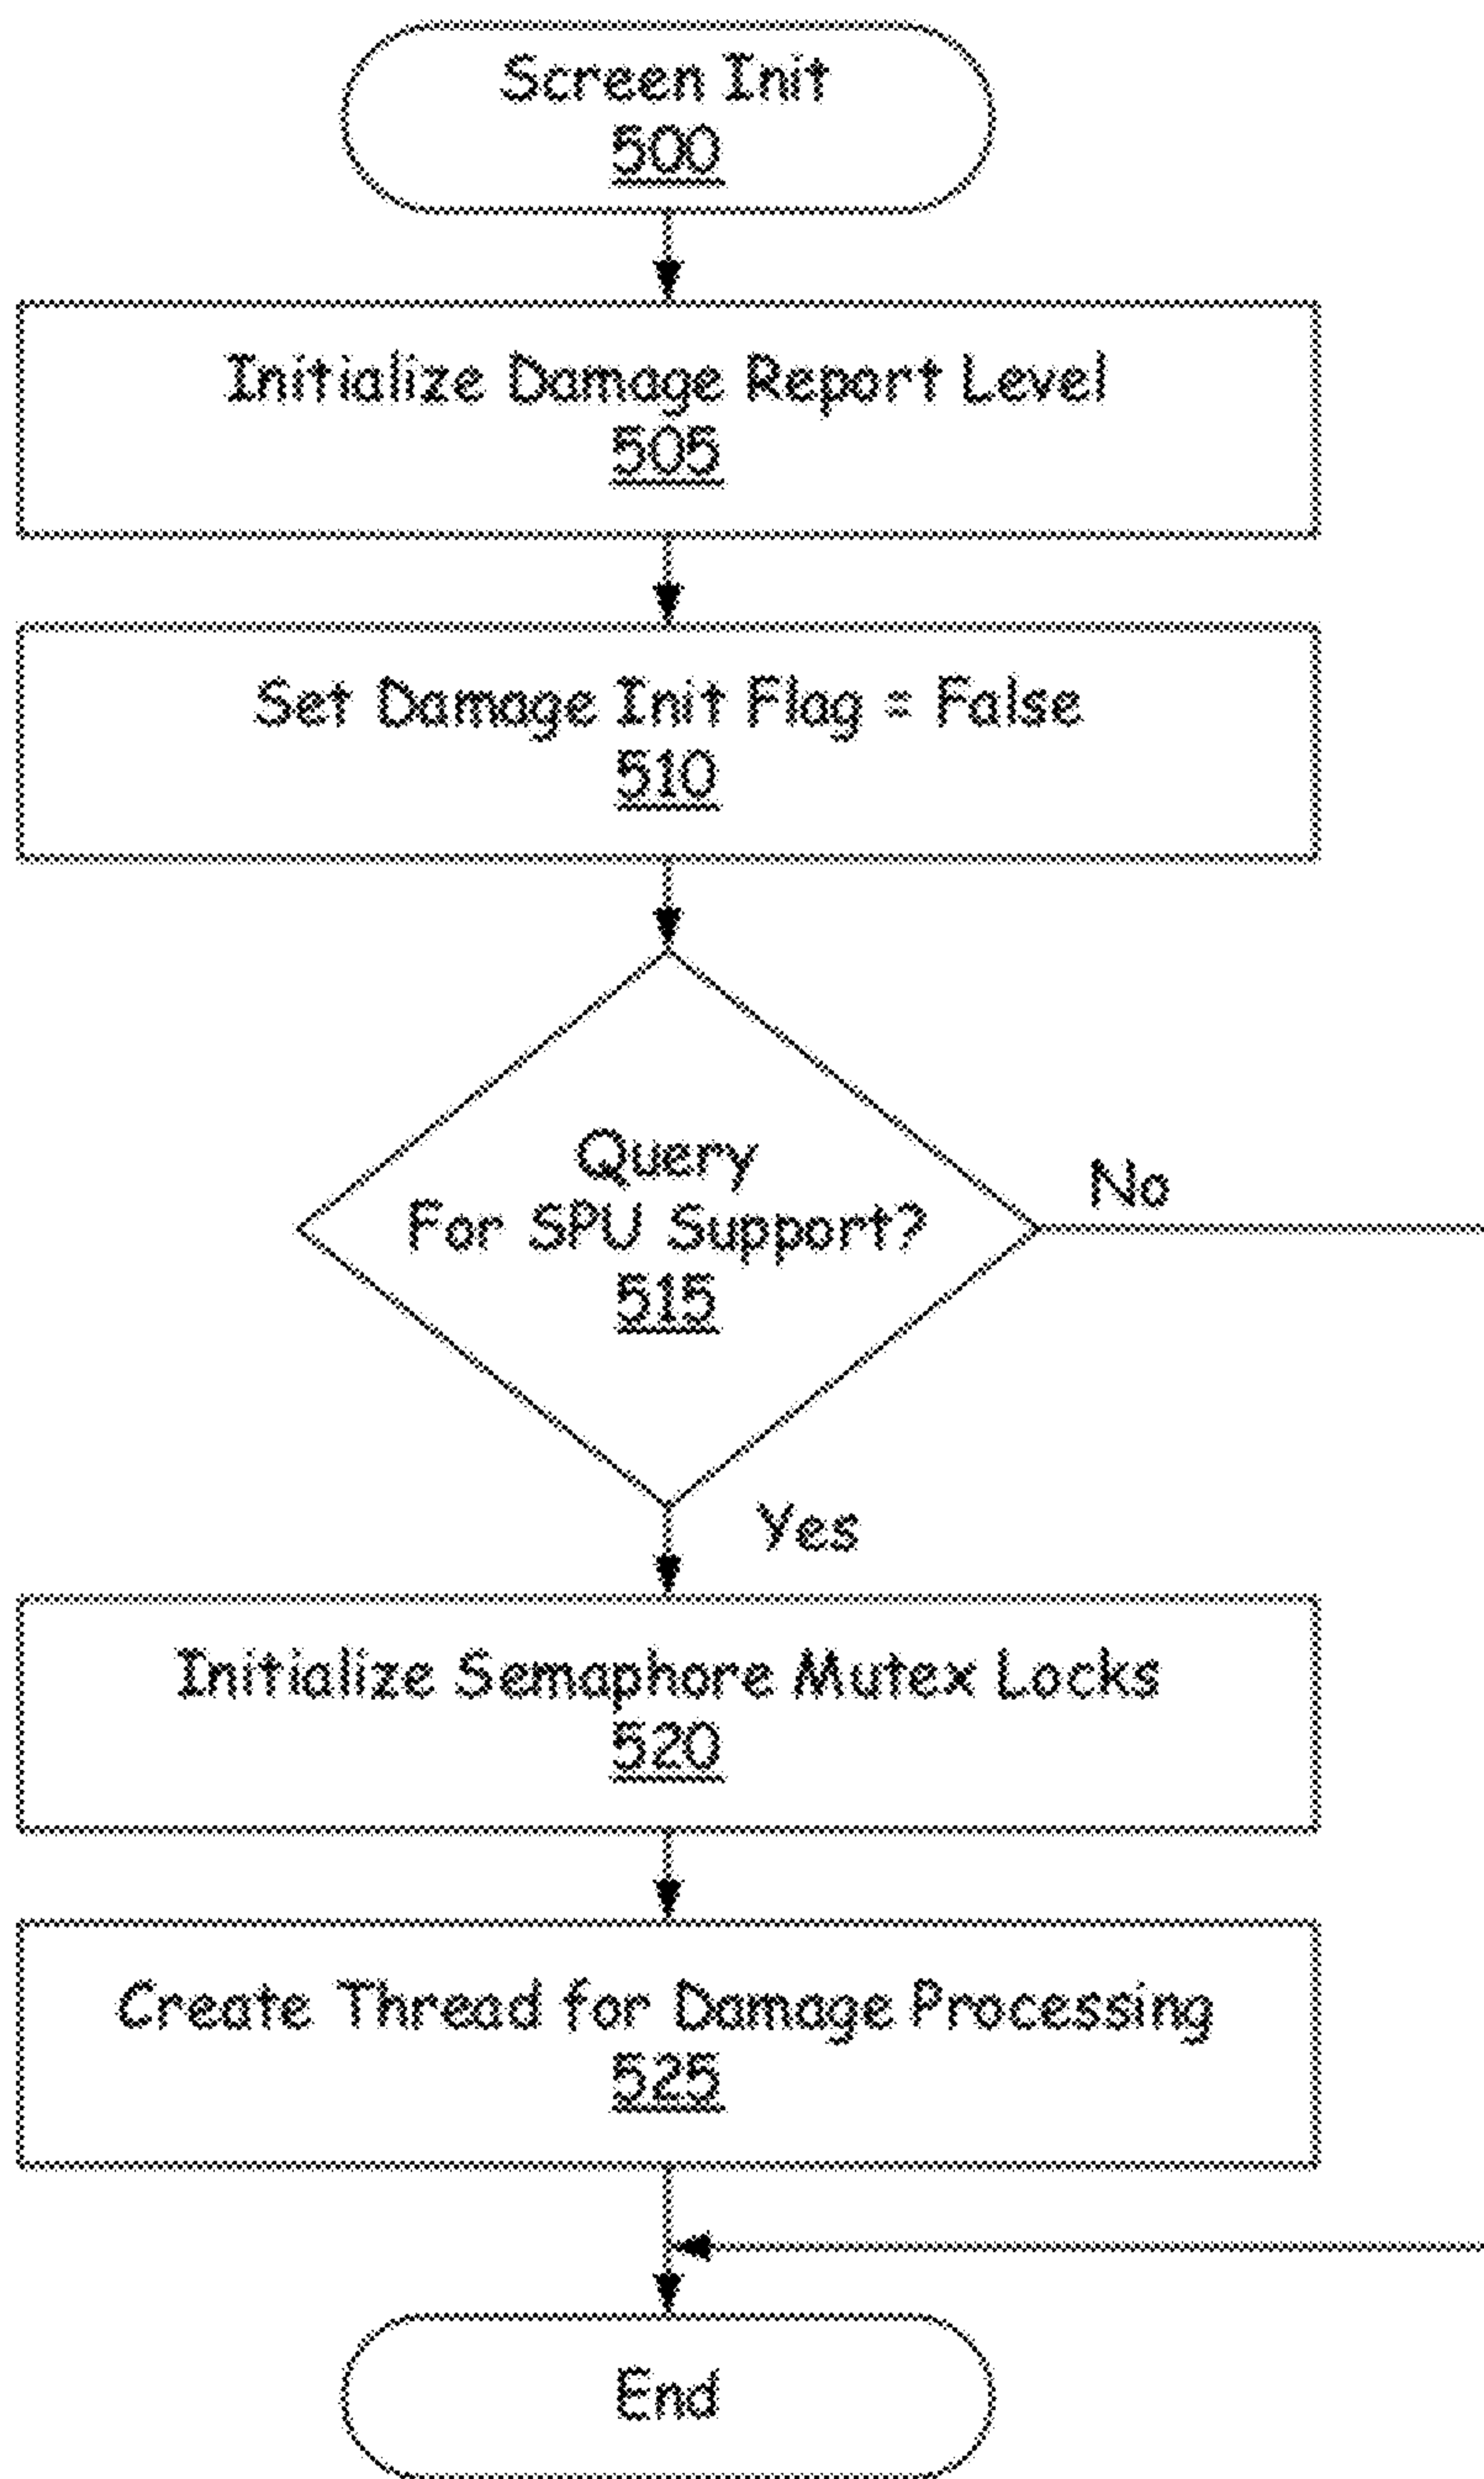 Screen Init
500
Initialize Damage Report Level
505
Set Damage Init Flag = False
510
Query
For SPU Support?
515
No
Yes
Initialize Semaphore Mutex Locks
520
Create Thread for Damage Processing
525
End